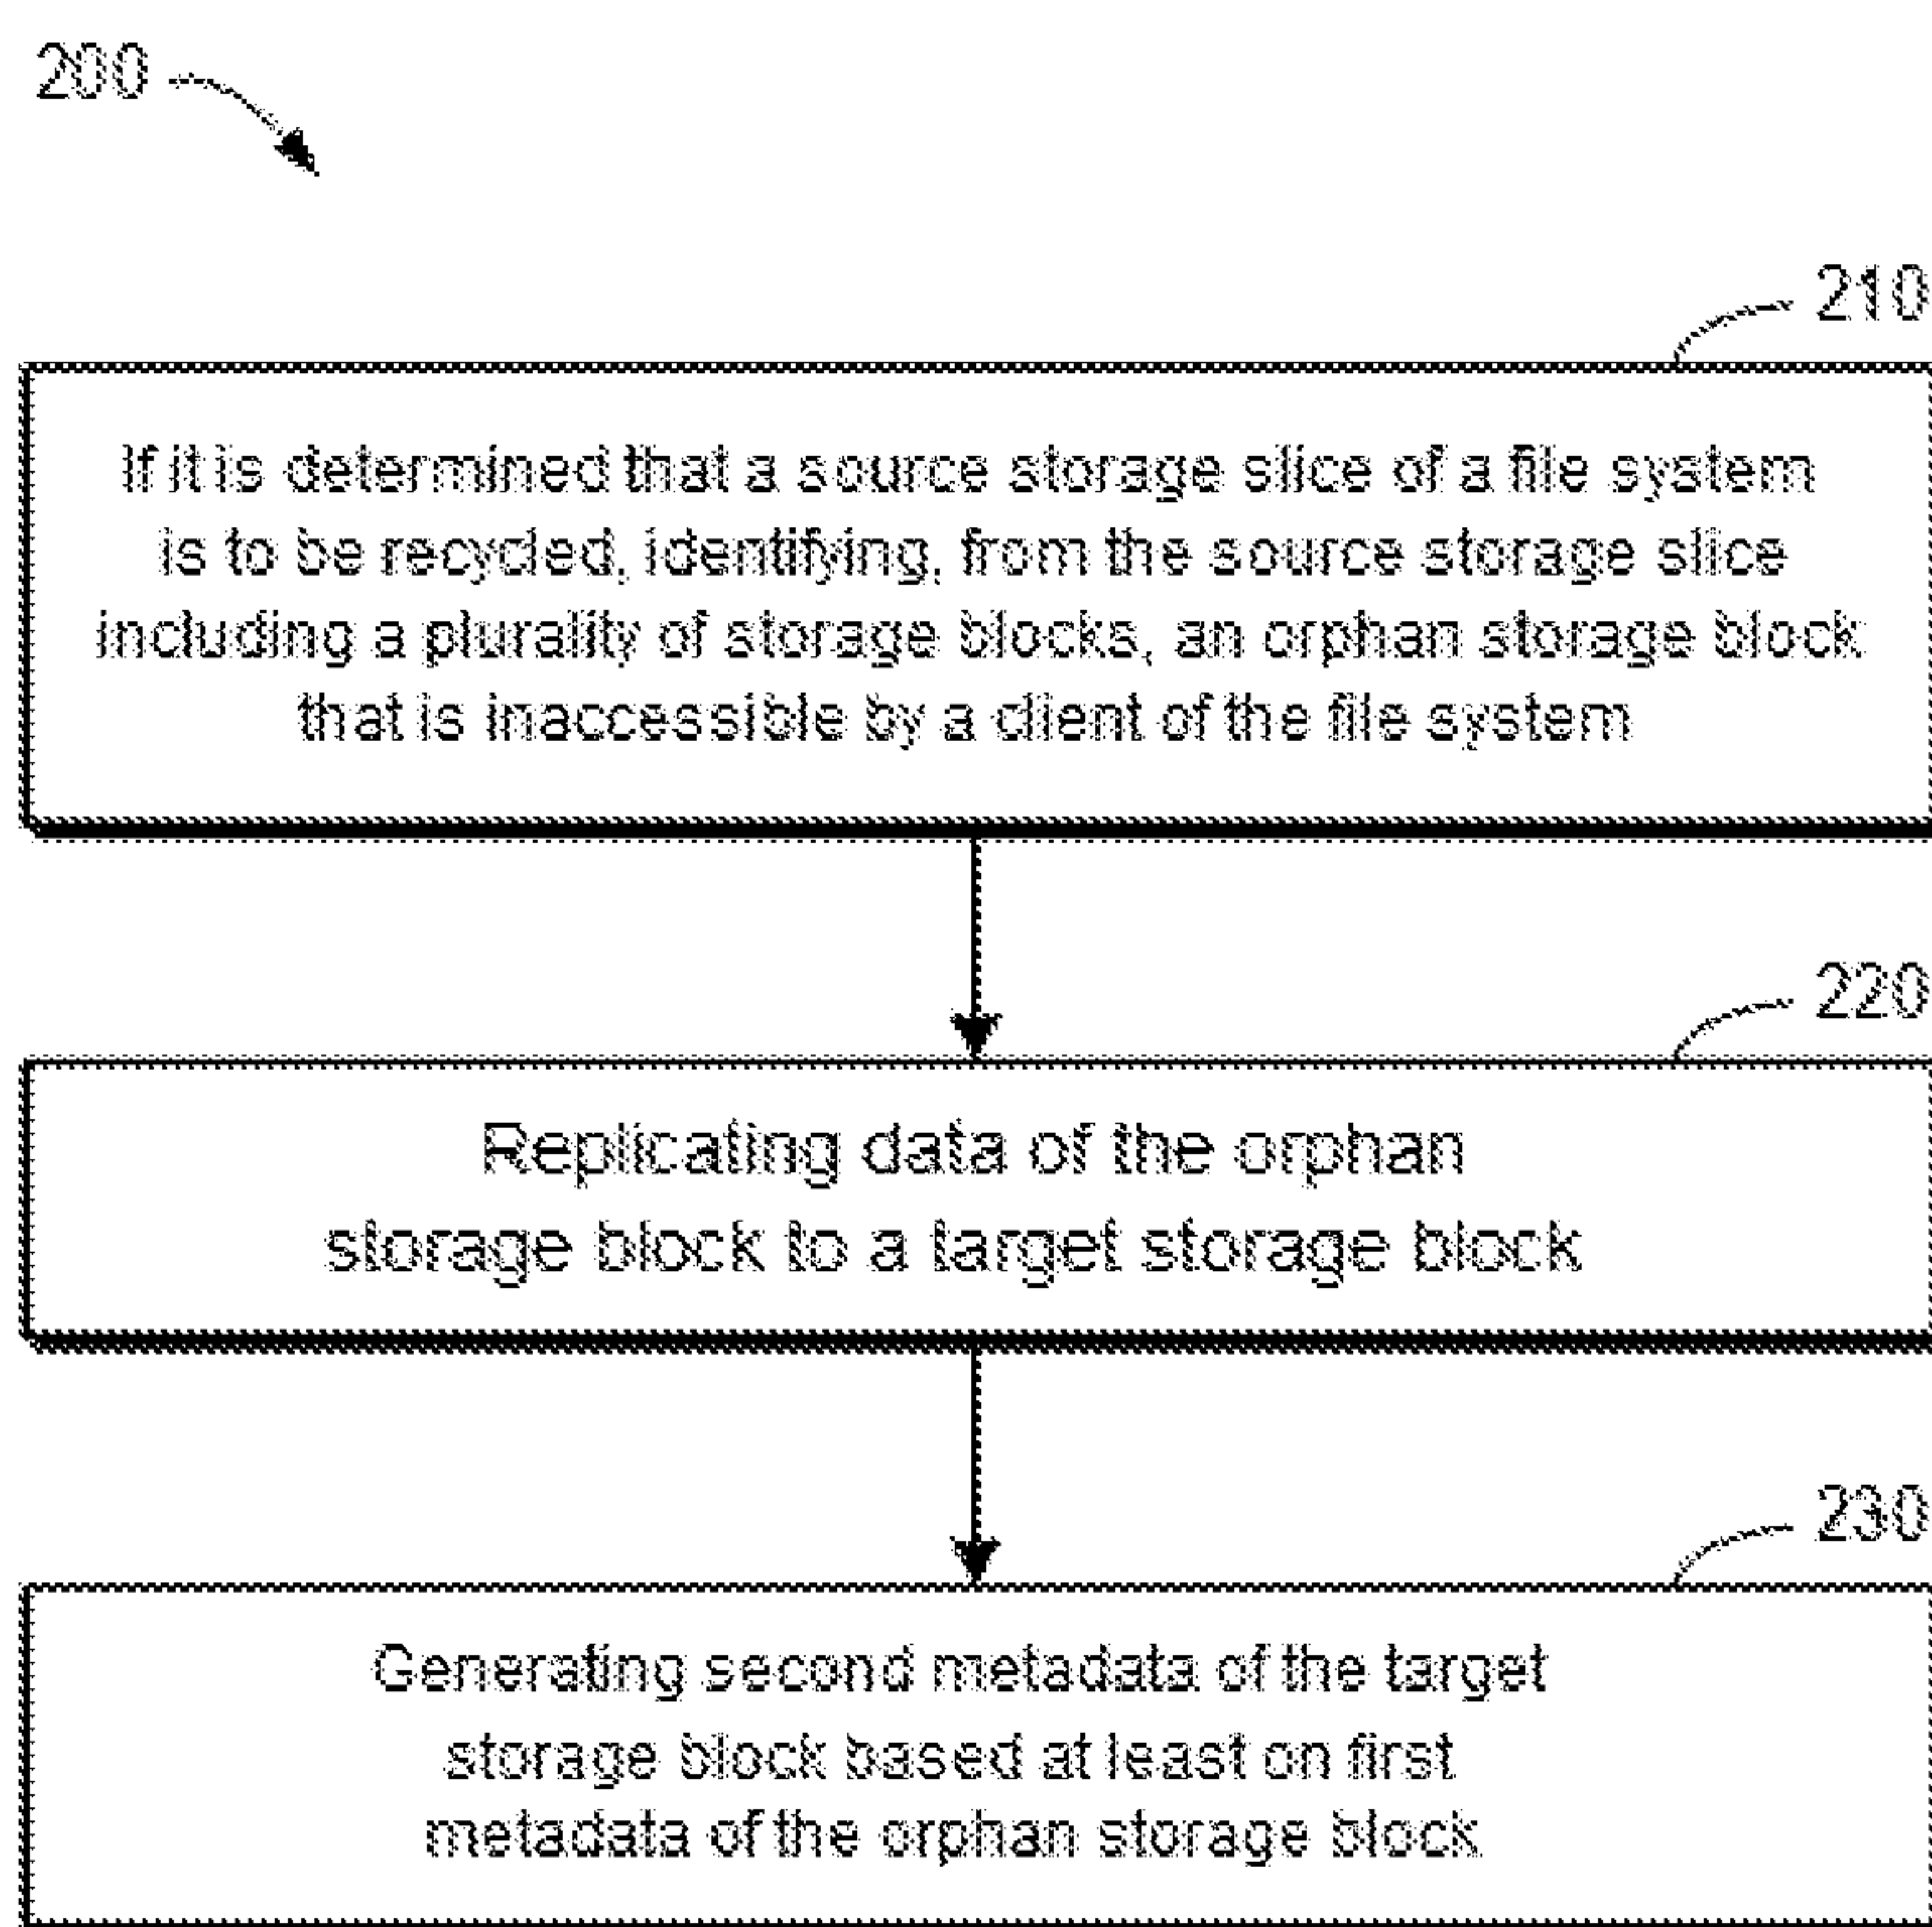 200
210
If it is determined that a source storage slice of a file system
is to be recycled, identifying, from the source storage slice
including a plurality of storage blocks, an orphan storage block
that is inaccessible by a client of the file system
220
Replicating data of the orphan
storage block to a target storage block
230
Generating second metadata of the target
storage block based at least on first
metadata of the orphan storage block